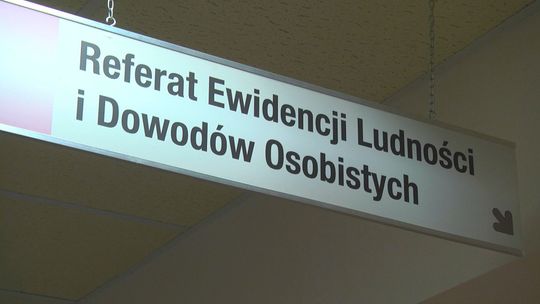 Referat Ewidencji Ludności
i Dowodów Osobistych